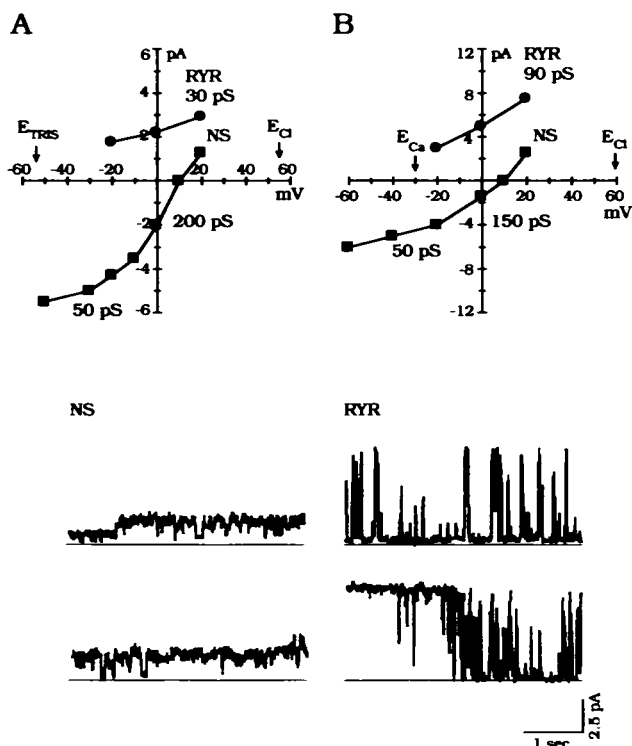 A
6
pA
4
2
-2
-4
-6
RYR
30 pS
NS
E_TRIS
E_Cl
-60 -40 -20 20 40 60
mV
200 pS
50 pS
B
12
pA
8
4
-4
-8
-12
RYR
90 pS
NS
E_Ca
E_Cl
-60 -40 -20 20 40 60
mV
150 pS
50 pS
NS
RYR
2.5 pA
1 sec